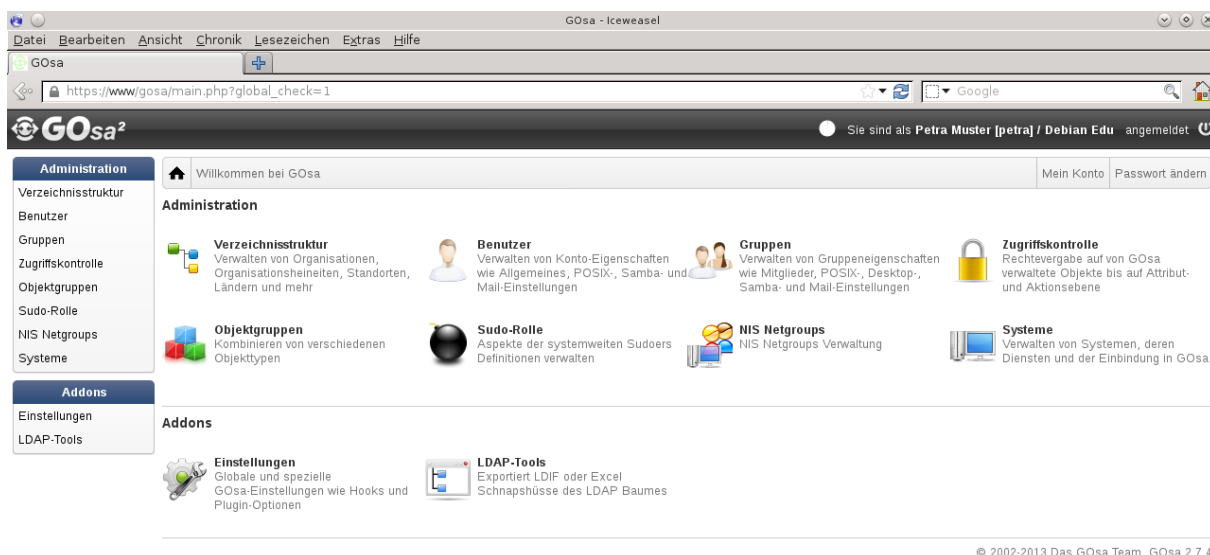 GOsa - Iceweasel
Datei Bearbeiten Ansicht Chronik Lesezeichen Extras Hilfe
GOsa
https://www/gosa/main.php?global_check=1
Google
GOsa²
Sie sind als Petra Muster [petra] / Debian Edu angemeldet
Administration
Verzeichnisstruktur
Benutzer
Gruppen
Zugriffskontrolle
Objektgruppen
Sudo-Rolle
NIS Netgroups
Systeme
Addons
Einstellungen
LDAP-Tools
Willkommen bei GOsa
Mein Konto
Passwort ändern
Administration
Verzeichnisstruktur
Verwalten von Organisationen,
Organisationsheineiten, Standorten,
Ländern und mehr
Benutzer
Verwalten von Konto-Eigenschaften
wie Allgemeines, POSIX-, Samba- und
Mail-Einstellungen
Gruppen
Verwalten von Gruppeneigenschaften
wie Mitglieder, POSIX-, Desktop-,
Samba- und Mail-Einstellungen
Zugriffskontrolle
Rechtevergabe auf von GOsa
verwaltete Objekte bis auf Attribut-
und Aktionsebene
Objektgruppen
Kombinieren von verschiedenen
Objekttypen
Sudo-Rolle
Aspekte der systemweiten Sudoers
Definitionen verwalten
NIS Netgroups
NIS Netgroups Verwaltung
Systeme
Verwalten von Systemen, deren
Diensten und der Einbindung in GOsa
Addons
Einstellungen
Globale und spezielle
GOsa-Einstellungen wie Hooks und
Plugin-Optionen
LDAP-Tools
Exportiert LDIF oder Excel
Schnapshüsse des LDAP Baumes
© 2002-2013 Das GOsa Team, GOsa 2.7.4